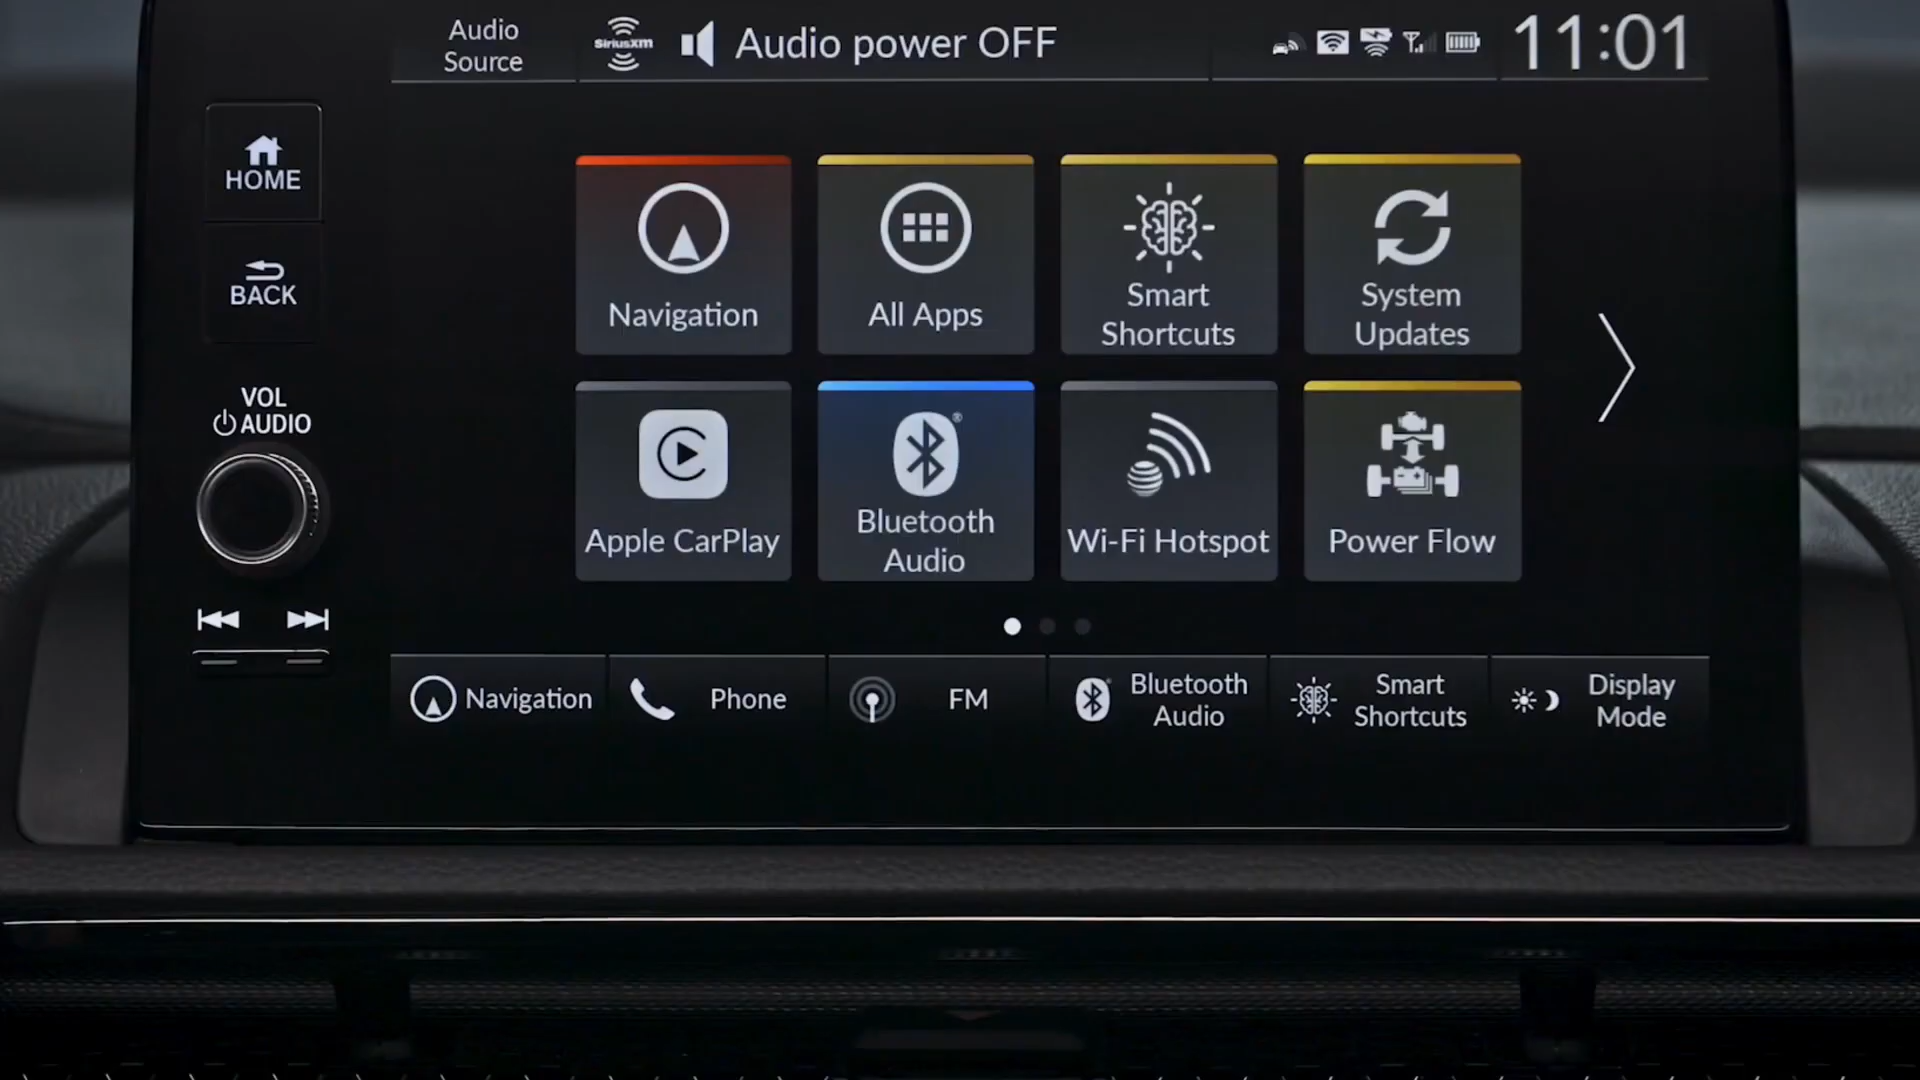 Audio
Source
SiriusXM
Audio power OFF
11:01
HOME
BACK
VOL
AUDIO
Navigation
All Apps
Smart
Shortcuts
System
Updates
Apple CarPlay
Bluetooth
Audio
Wi-Fi Hotspot
Power Flow
Navigation
Phone
FM
Bluetooth
Audio
Smart
Shortcuts
Display
Mode